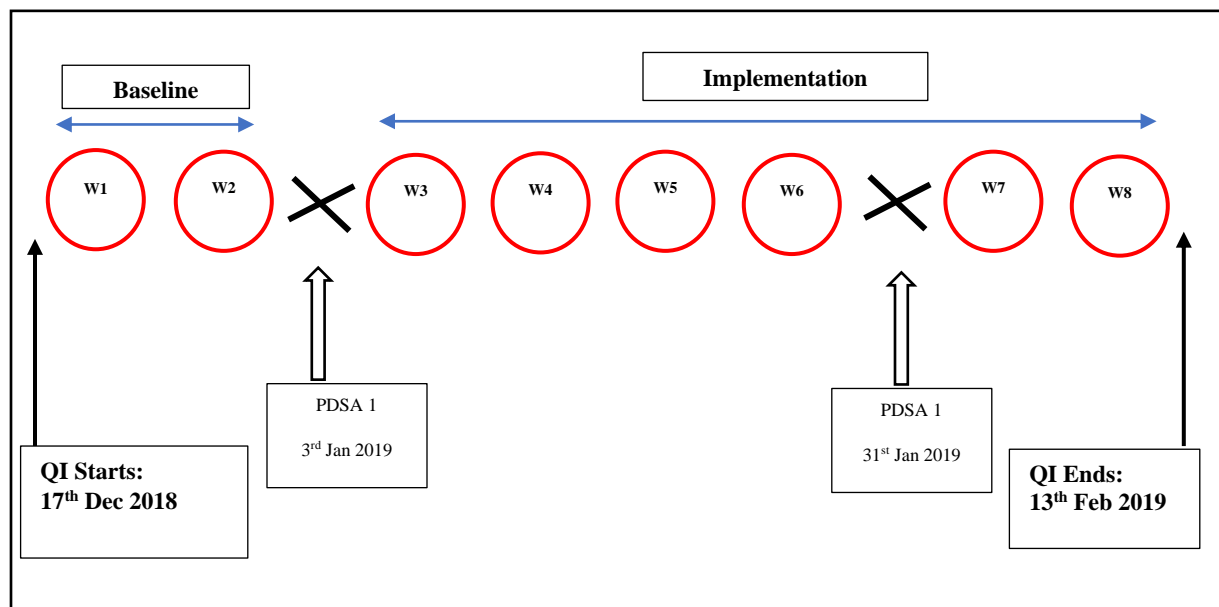 Baseline
Implementation
W1
W2
W3
W4
W5
W6
W7
W8
PDSA 1
3rd Jan 2019
PDSA 1
31st Jan 2019
QI Starts:
17th Dec 2018
QI Ends:
13th Feb 2019